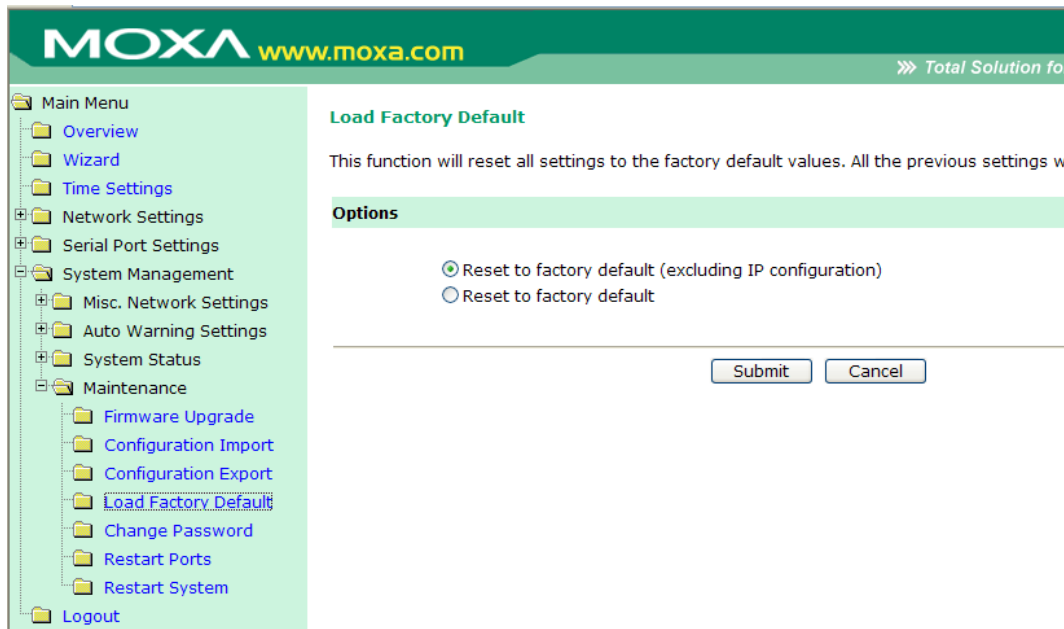 MOXA www.moxa.com
Total Solution fo
Main Menu
Overview
Wizard
Time Settings
Network Settings
Serial Port Settings
System Management
Misc. Network Settings
Auto Warning Settings
System Status
Maintenance
Firmware Upgrade
Configuration Import
Configuration Export
Load Factory Default
Change Password
Restart Ports
Restart System
Logout
Load Factory Default
This function will reset all settings to the factory default values. All the previous settings w
Options
Reset to factory default (excluding IP configuration)
Reset to factory default
Submit Cancel